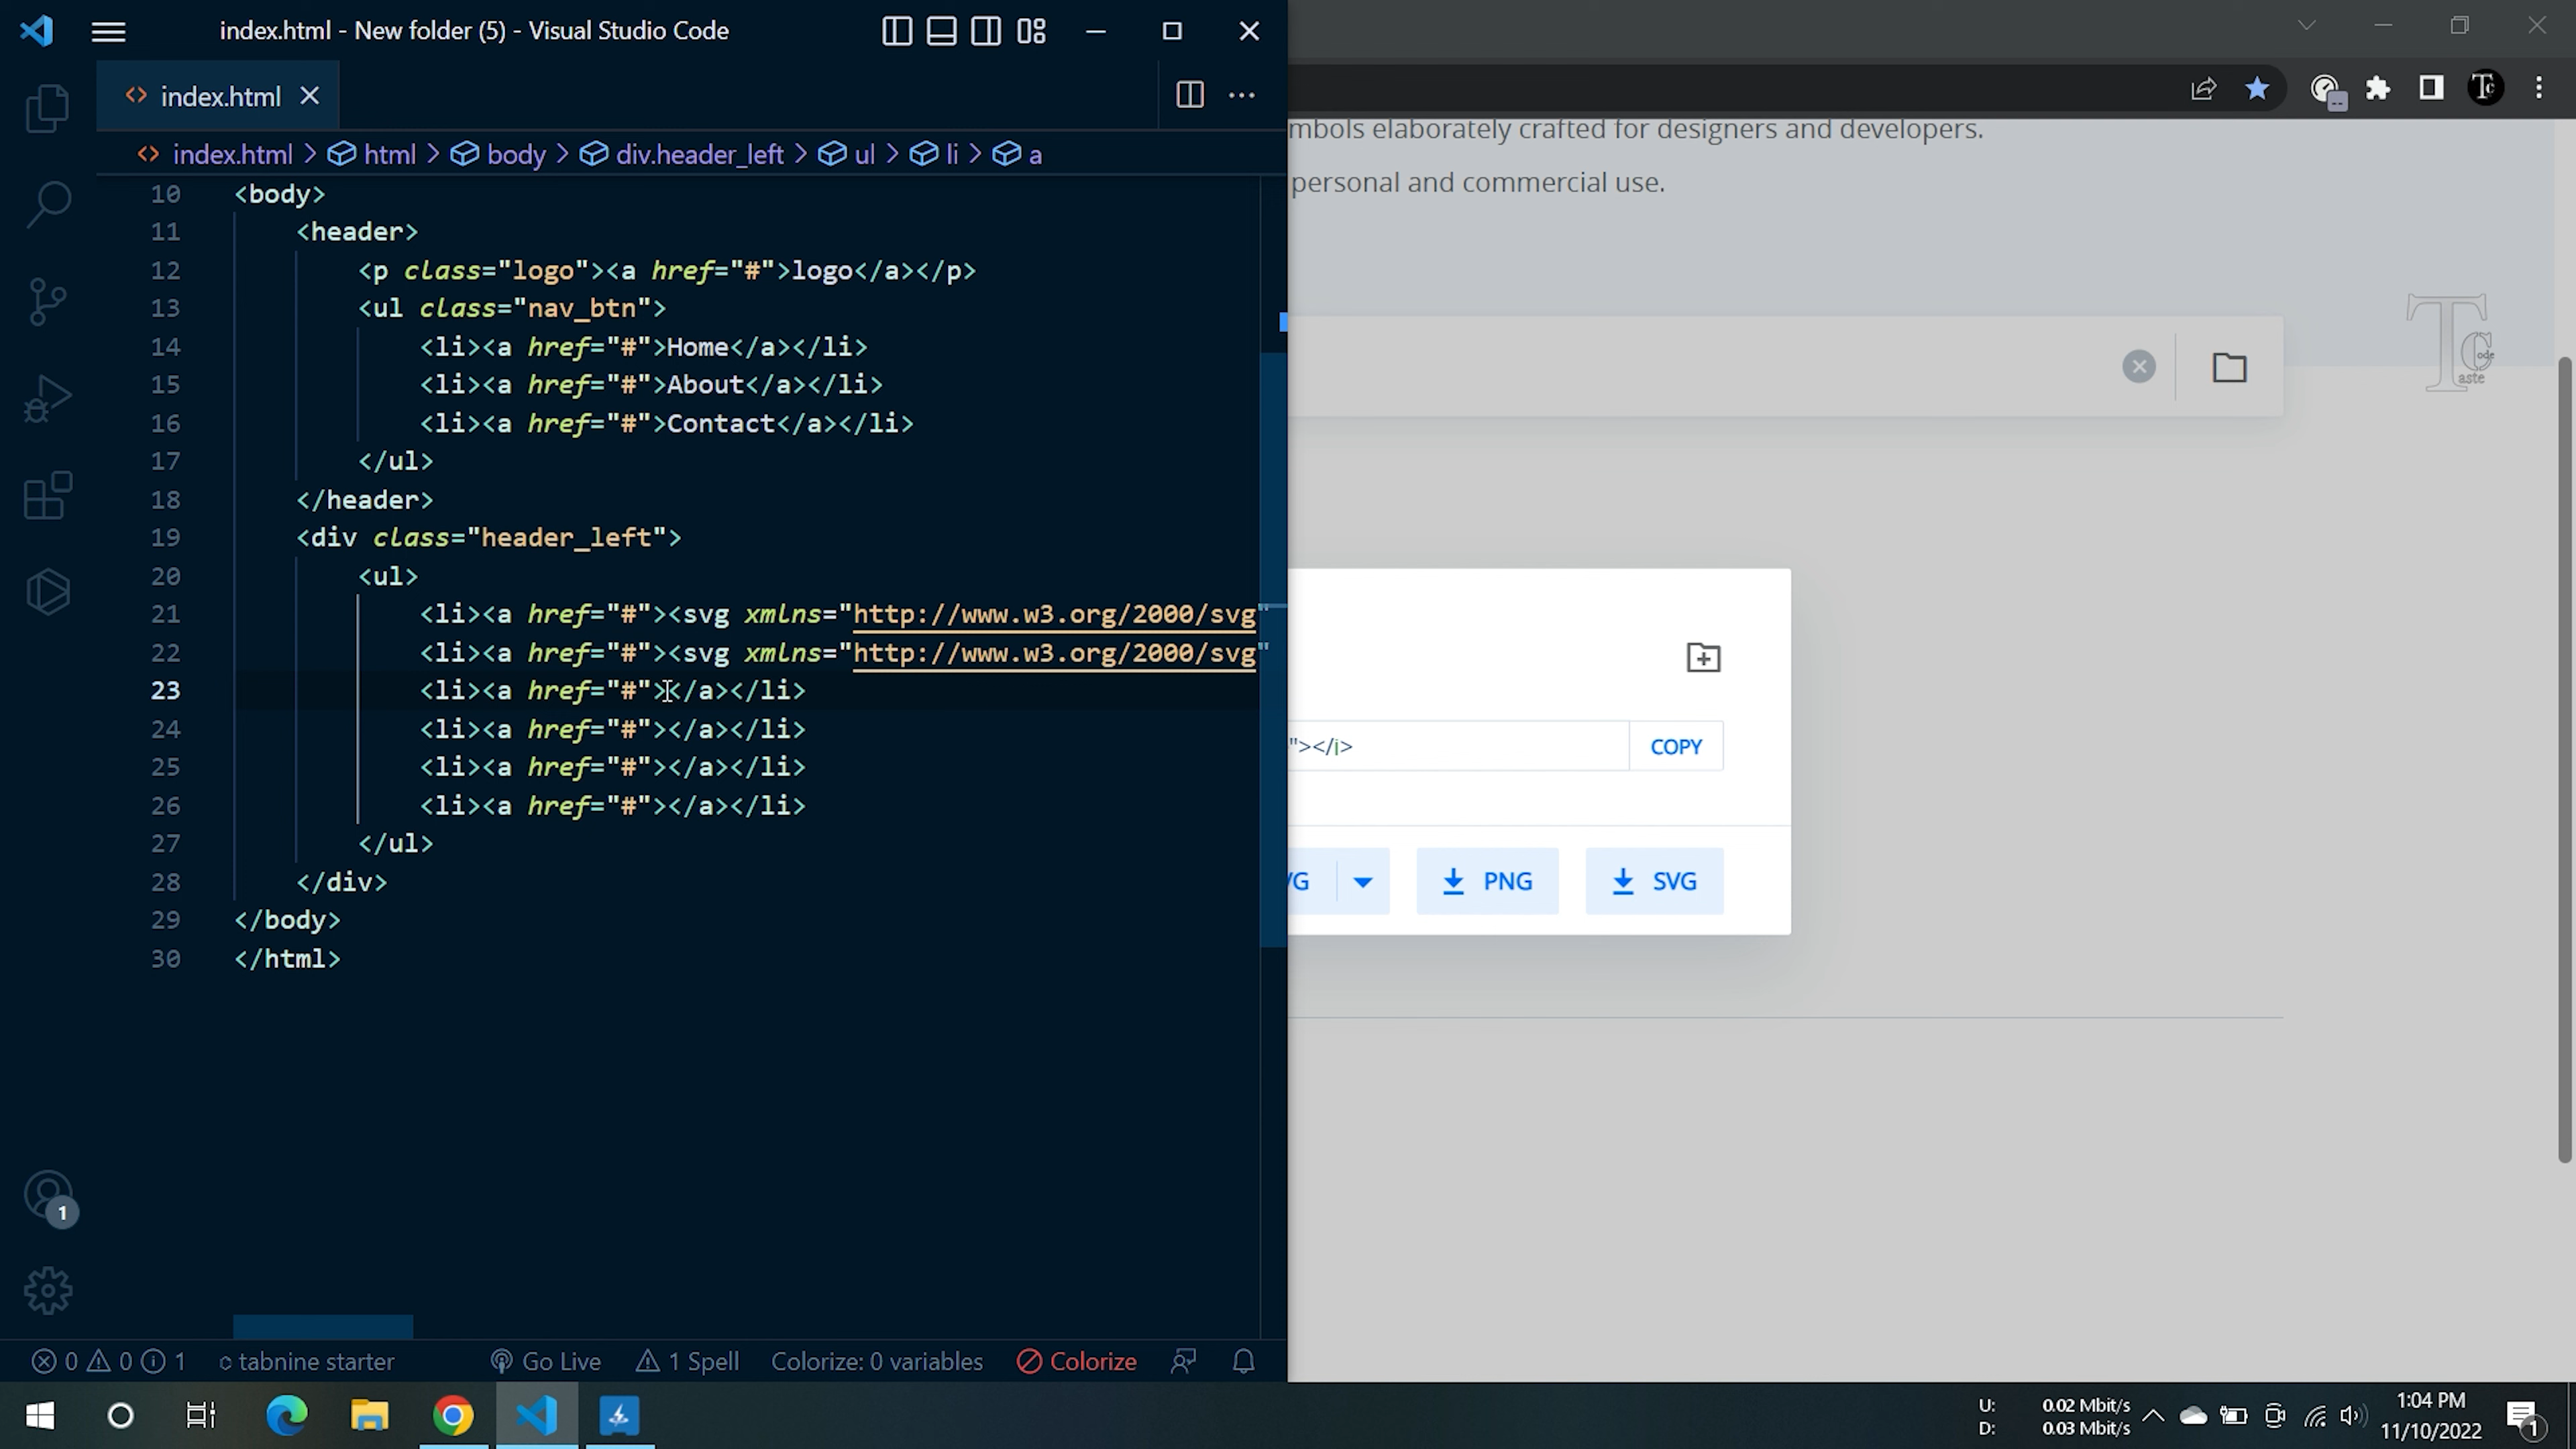 index.html - New folder (5) - Visual Studio Code
index.html
index.html > html > body > div.header_left > ul > li > a
10 <body>
11 <header>
12 <p class="logo"><a href="#">logo</a></p>
13 <ul class="nav_btn">
14 <li><a href="#">Home</a></li>
15 <li><a href="#">About</a></li>
16 <li><a href="#">Contact</a></li>
17 </ul>
18 </header>
19 <div class="header_left">
20 <ul>
21 <li><a href="#"><svg xmlns="http://www.w3.org/2000/svg"
22 <li><a href="#"><svg xmlns="http://www.w3.org/2000/svg"
23 <li><a href="#"></a></li>
24 <li><a href="#"></a></li>
25 <li><a href="#"></a></li>
26 <li><a href="#"></a></li>
27 </ul>
28 </div>
29 </body>
30 </html>
1
0 0 1 tabnine starter Go Live 1 Spell Colorize: 0 variables Colorize
mbols elaborately crafted for designers and developers.
personal and commercial use.
Tc
T Code aste
"></i> COPY
VG PNG SVG
U: 0.02 Mbit/s
D: 0.03 Mbit/s
1:04 PM
11/10/2022
1